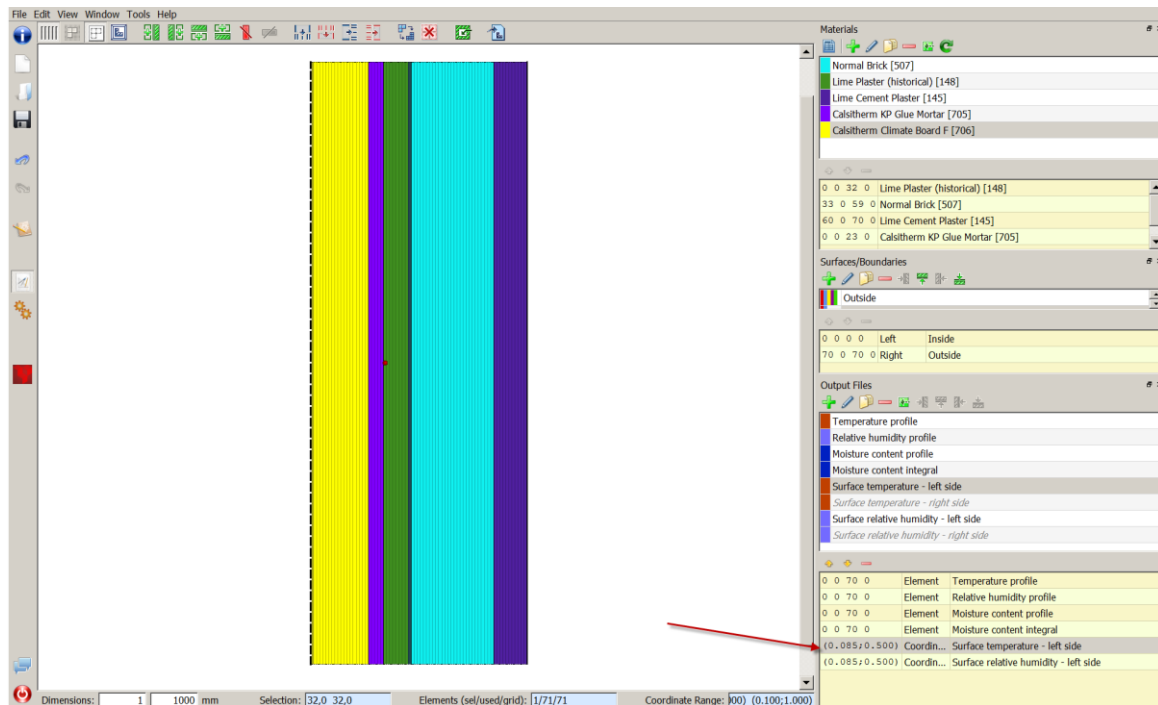 File Edit View Window Tools Help
Materials
Normal Brick [507]
Lime Plaster (historical) [148]
Lime Cement Plaster [145]
Calsitherm KP Glue Mortar [705]
Calsitherm Climate Board F [706]
0 0 32 0 Lime Plaster (historical) [148]
33 0 59 0 Normal Brick [507]
60 0 70 0 Lime Cement Plaster [145]
0 0 23 0 Calsitherm KP Glue Mortar [705]
Surfaces/Boundaries
Outside
0 0 0 0 Left Inside
70 0 70 0 Right Outside
Output Files
Temperature profile
Relative humidity profile
Moisture content profile
Moisture content integral
Surface temperature - left side
Surface temperature - right side
Surface relative humidity - left side
Surface relative humidity - right side
0 0 70 0 Element Temperature profile
0 0 70 0 Element Relative humidity profile
0 0 70 0 Element Moisture content profile
0 0 70 0 Element Moisture content integral
(0.085;0.500) Coordin... Surface temperature - left side
(0.085;0.500) Coordin... Surface relative humidity - left side
Dimensions: 1 1000 mm Selection: 32,0 32,0 Elements (sel/used/grid): 1/71/71 Coordinate Range: 00) (0.100;1.000)